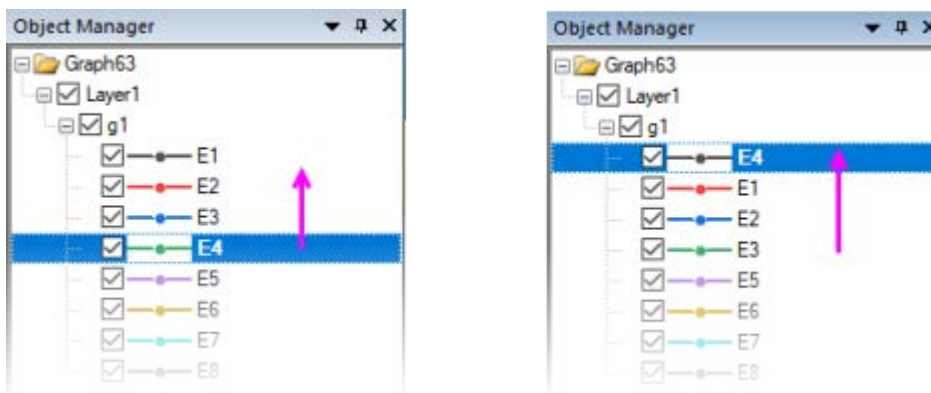 Object Manager
Graph63
Layer1
g1
E1
E2
E3
E4
E5
E6
E7
E8
Object Manager
Graph63
Layer1
g1
E4
E1
E2
E3
E5
E6
E7
E8